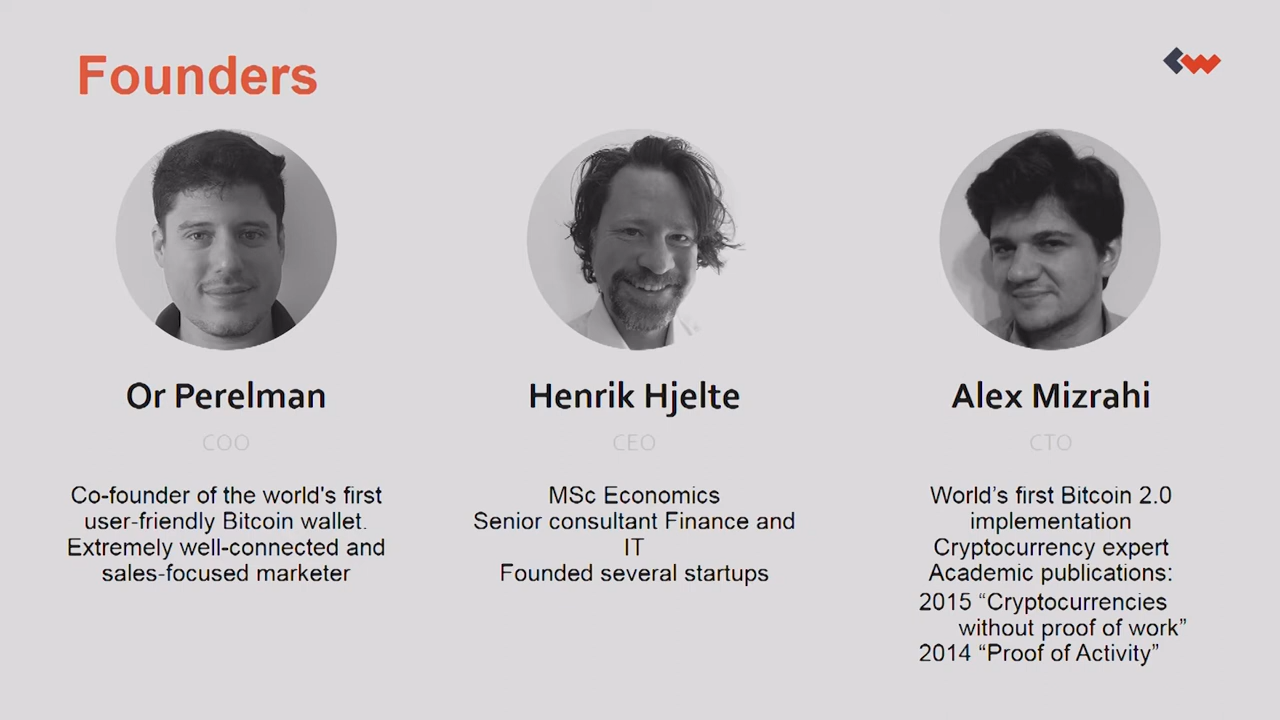 Founders
Or Perelman
COO
Co-founder of the world's first
user-friendly Bitcoin wallet.
Extremely well-connected and
sales-focused marketer
Henrik Hjelte
CEO
MSc Economics
Senior consultant Finance and
IT
Founded several startups
Alex Mizrahi
CTO
World’s first Bitcoin 2.0
implementation
Cryptocurrency expert
Academic publications:
2015 “Cryptocurrencies
without proof of work”
2014 “Proof of Activity”